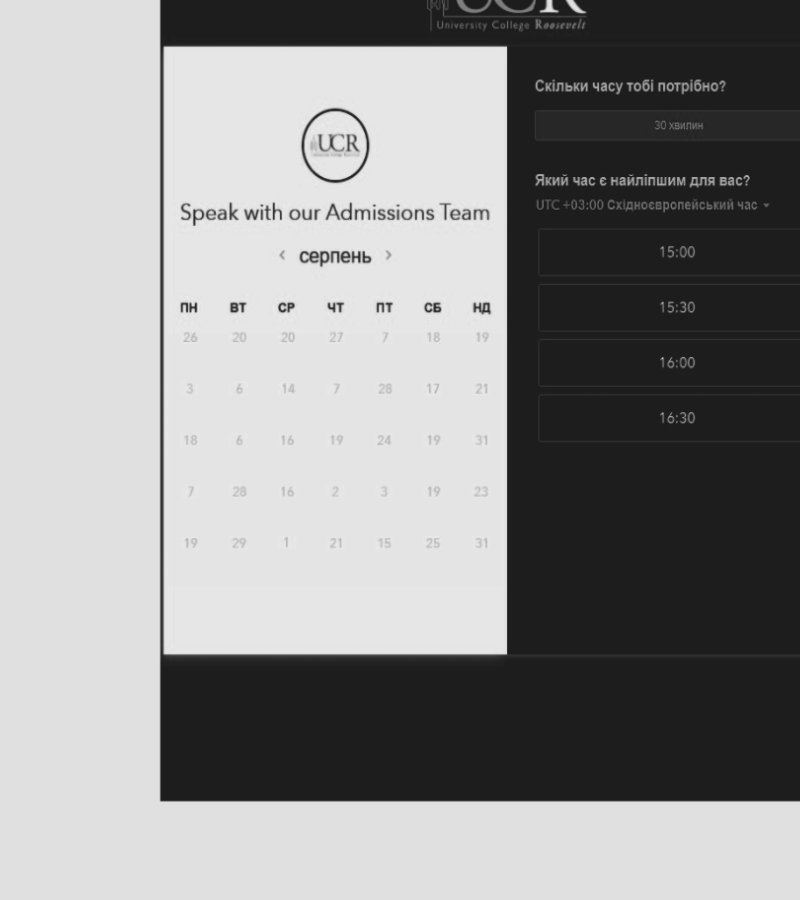 UCR
University College Roosevelt
UCR
Speak with our Admissions Team
серпень
ПН ВТ СР ЧТ ПТ СБ НД
26 20 20 27 7 18 19
3 6 14 7 28 17 21
18 6 16 19 24 19 31
7 28 16 2 3 19 23
19 29 1 21 15 25 31
Скільки часу тобі потрібно?
30 хвилин
Який час є найліпшим для вас?
UTC +03:00 Східноєвропейський час
15:00
15:30
16:00
16:30